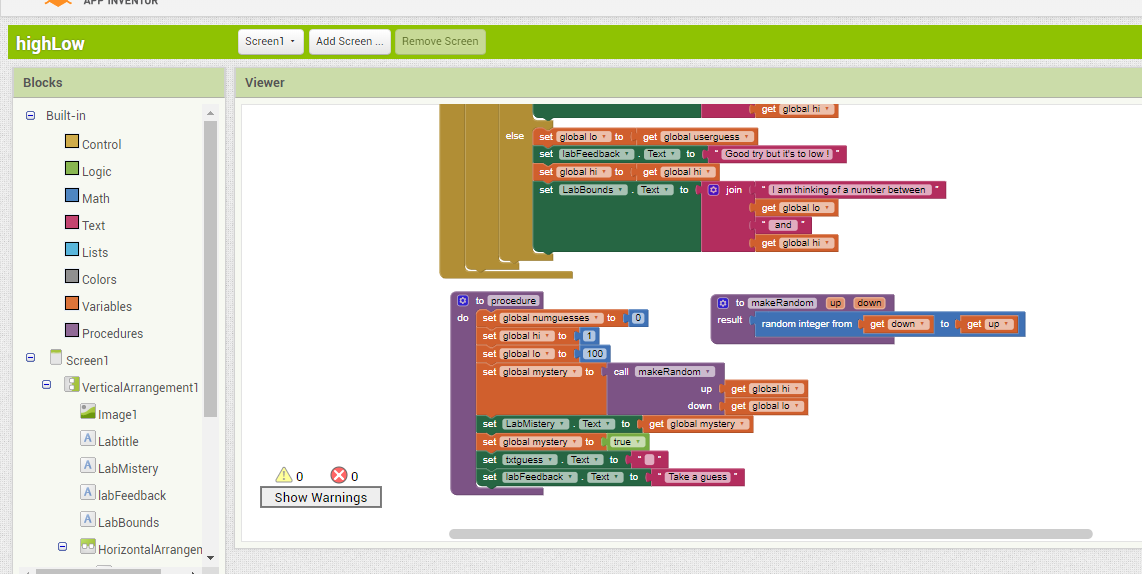 APP INVENTOR
highLow
Screen1
Add Screen ...
Remove Screen
Blocks
Viewer
Built-in
Control
Logic
Math
Text
Lists
Colors
Variables
Procedures
Screen1
VerticalArrangement1
Image1
Labtitle
LabMistery
labFeedback
LabBounds
HorizontalArrangen
get global hi
else set global lo to get global userguess
set labFeedback . Text to " Good try but it's to low ! "
set global hi to get global hi
set LabBounds . Text to join " I am thinking of a number between "
get global lo
" and "
get global hi
to procedure
do set global numguesses to 0
set global hi to 1
set global lo to 100
set global mystery to call makeRandom
up get global hi
down get global lo
set LabMistery . Text to get global mystery
set global mystery to true
set txtguess . Text to " "
set labFeedback . Text to " Take a guess "
to makeRandom up down
result random integer from get down to get up
0 0
Show Warnings